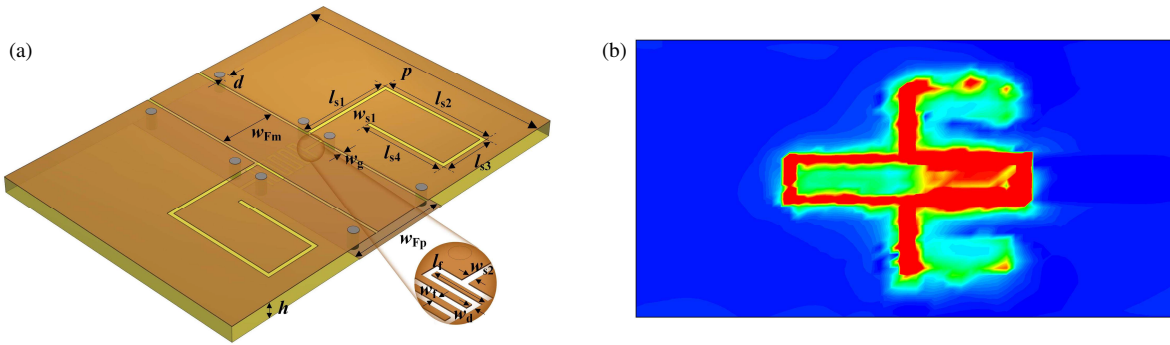 (a)
(b)
d
p
l_s1
l_s2
w_s1
w_Fm
l_s4
w_g
l_s3
w_Fp
l_f
w_s2
w_f
w_d
h